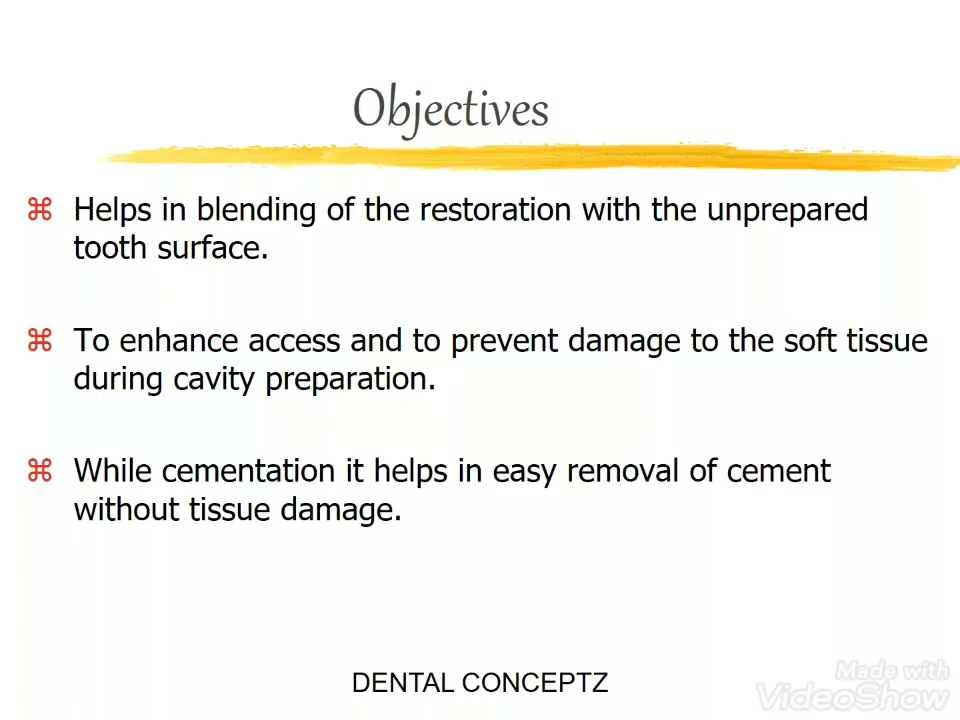 Objectives
⌘ Helps in blending of the restoration with the unprepared
tooth surface.
⌘ To enhance access and to prevent damage to the soft tissue
during cavity preparation.
⌘ While cementation it helps in easy removal of cement
without tissue damage.
DENTAL CONCEPTZ
Made with
VideoShow